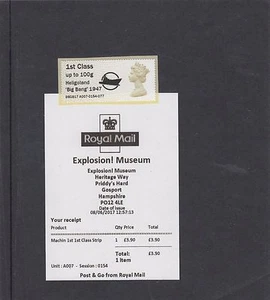 1st Class
up to 100g
Heligoland
'Big Bang' 1947
Royal Mail
Explosion! Museum
Explosion! Museum
Heritage Way
Priddy's Hard
Gosport
Hampshire
PO12 4LE
Date of issue
08/06/2017 12:57:13
Your receipt
Product Qty Price Total
Machin 1st 1st Class Strip 1 £3.90 £3.90
Total: £3.90
1 Item
Unit : A007 - Session : 0154
Post & Go from Royal Mail